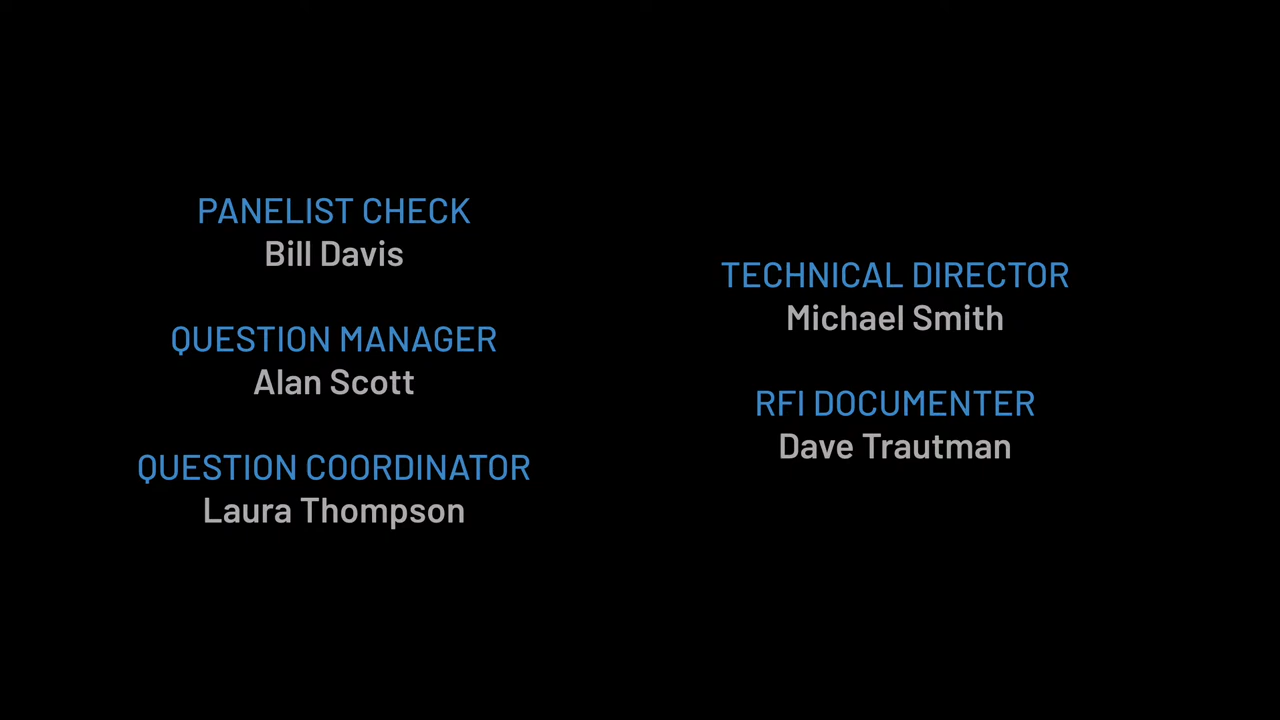 PANELIST CHECK
Bill Davis
QUESTION MANAGER
Alan Scott
QUESTION COORDINATOR
Laura Thompson
TECHNICAL DIRECTOR
Michael Smith
RFI DOCUMENTER
Dave Trautman